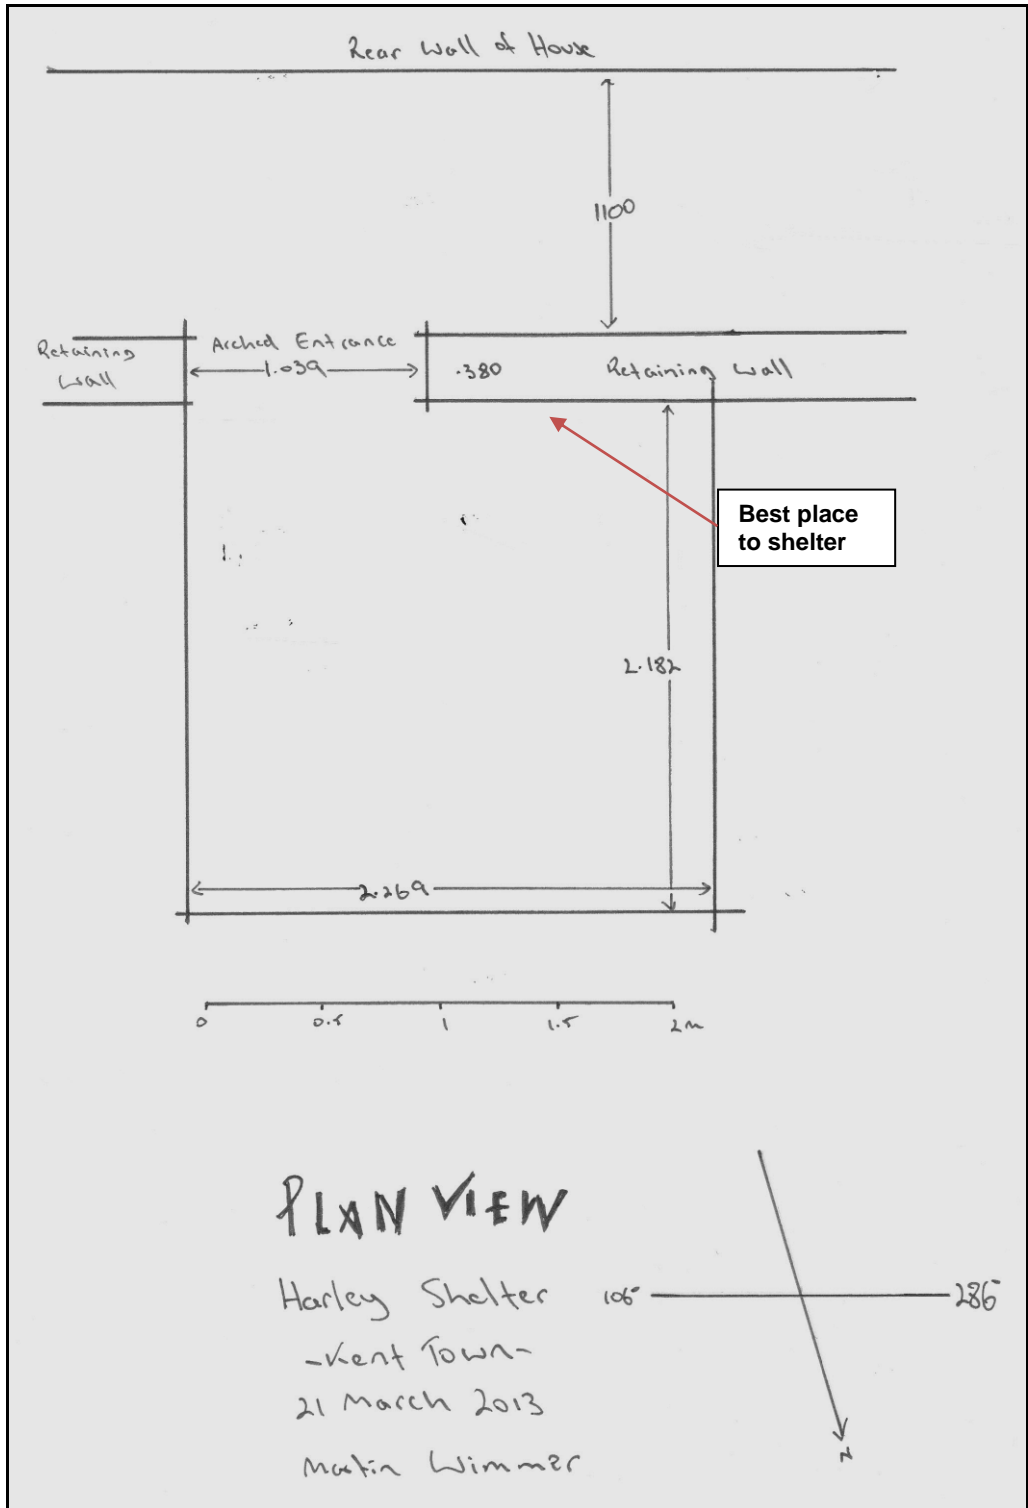 Rear Wall of House
1100
Retaining
Wall
Arched Entrance
1.039
.380
Retaining Wall
Best place
to shelter
2.182
2.269
0 0.5 1 1.5 2m
PLAN VIEW
Harley Shelter
-Kent Town-
21 March 2013
Martin Wimmer
106° 286°
N